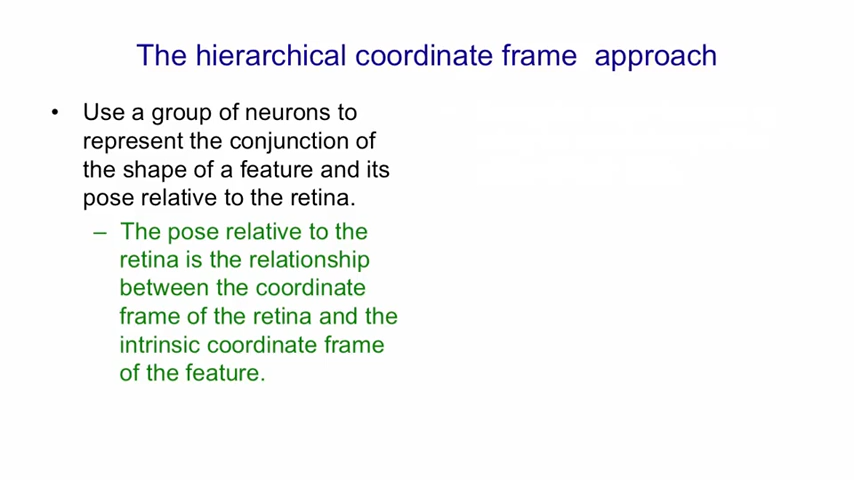 The hierarchical coordinate frame approach
• Use a group of neurons to
represent the conjunction of
the shape of a feature and its
pose relative to the retina.
– The pose relative to the
retina is the relationship
between the coordinate
frame of the retina and the
intrinsic coordinate frame
of the feature.